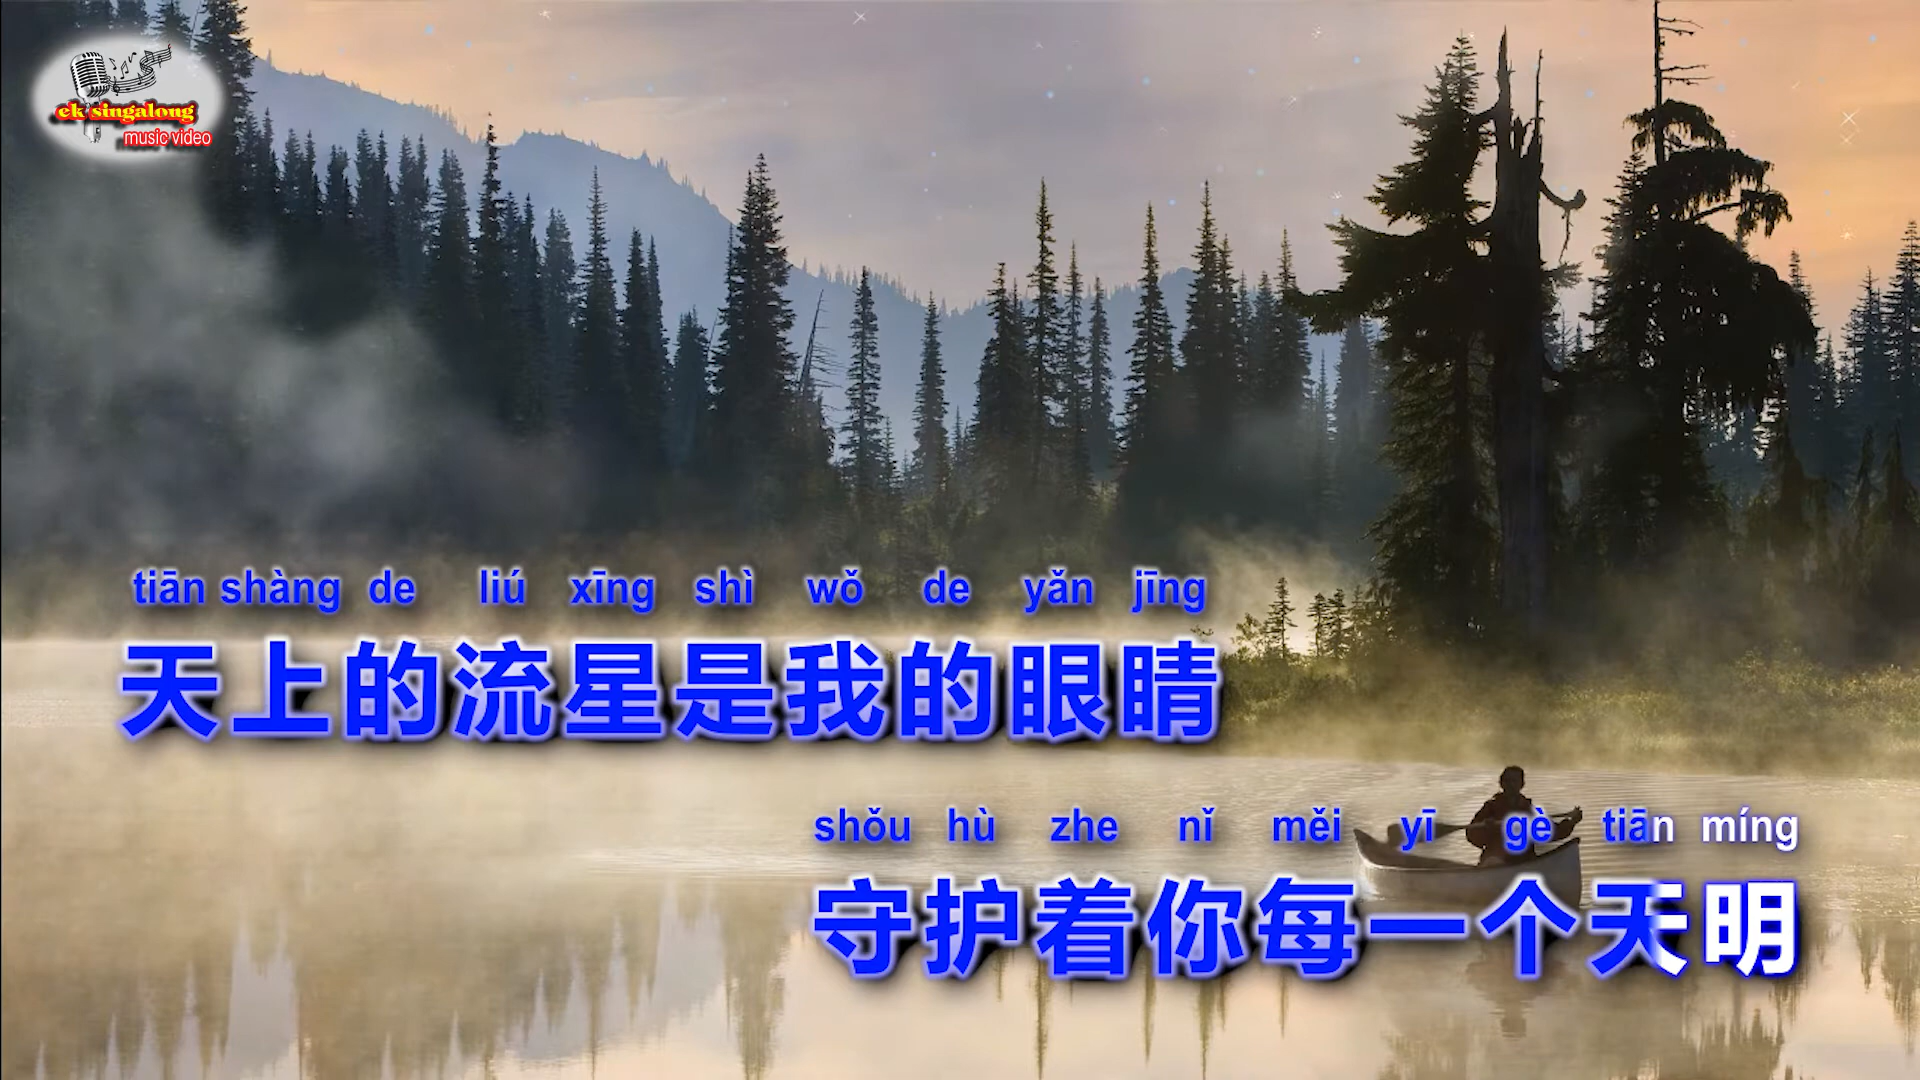 ek singalong
music video
tiān shàng de liú xīng shì wǒ de yǎn jīng
天上的流星是我的眼睛
shǒu hù zhe nǐ měi yī gè tiān míng
守护着你每一个天明